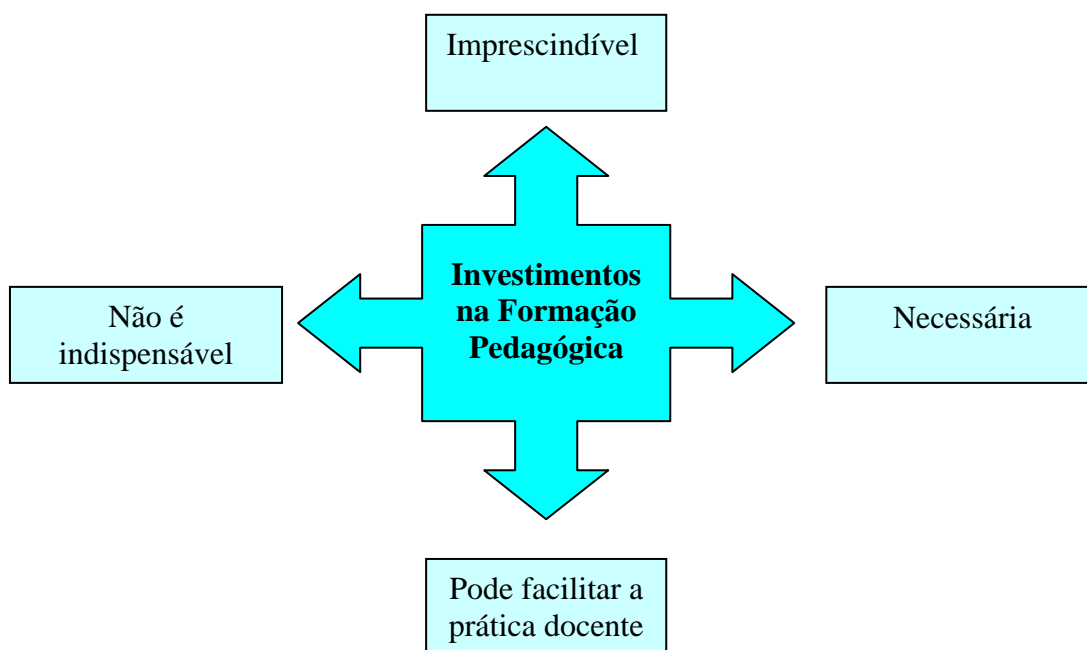 Imprescindível
Investimentos
na Formação
Pedagógica
Não é
indispensável
Necessária
Pode facilitar a
prática docente